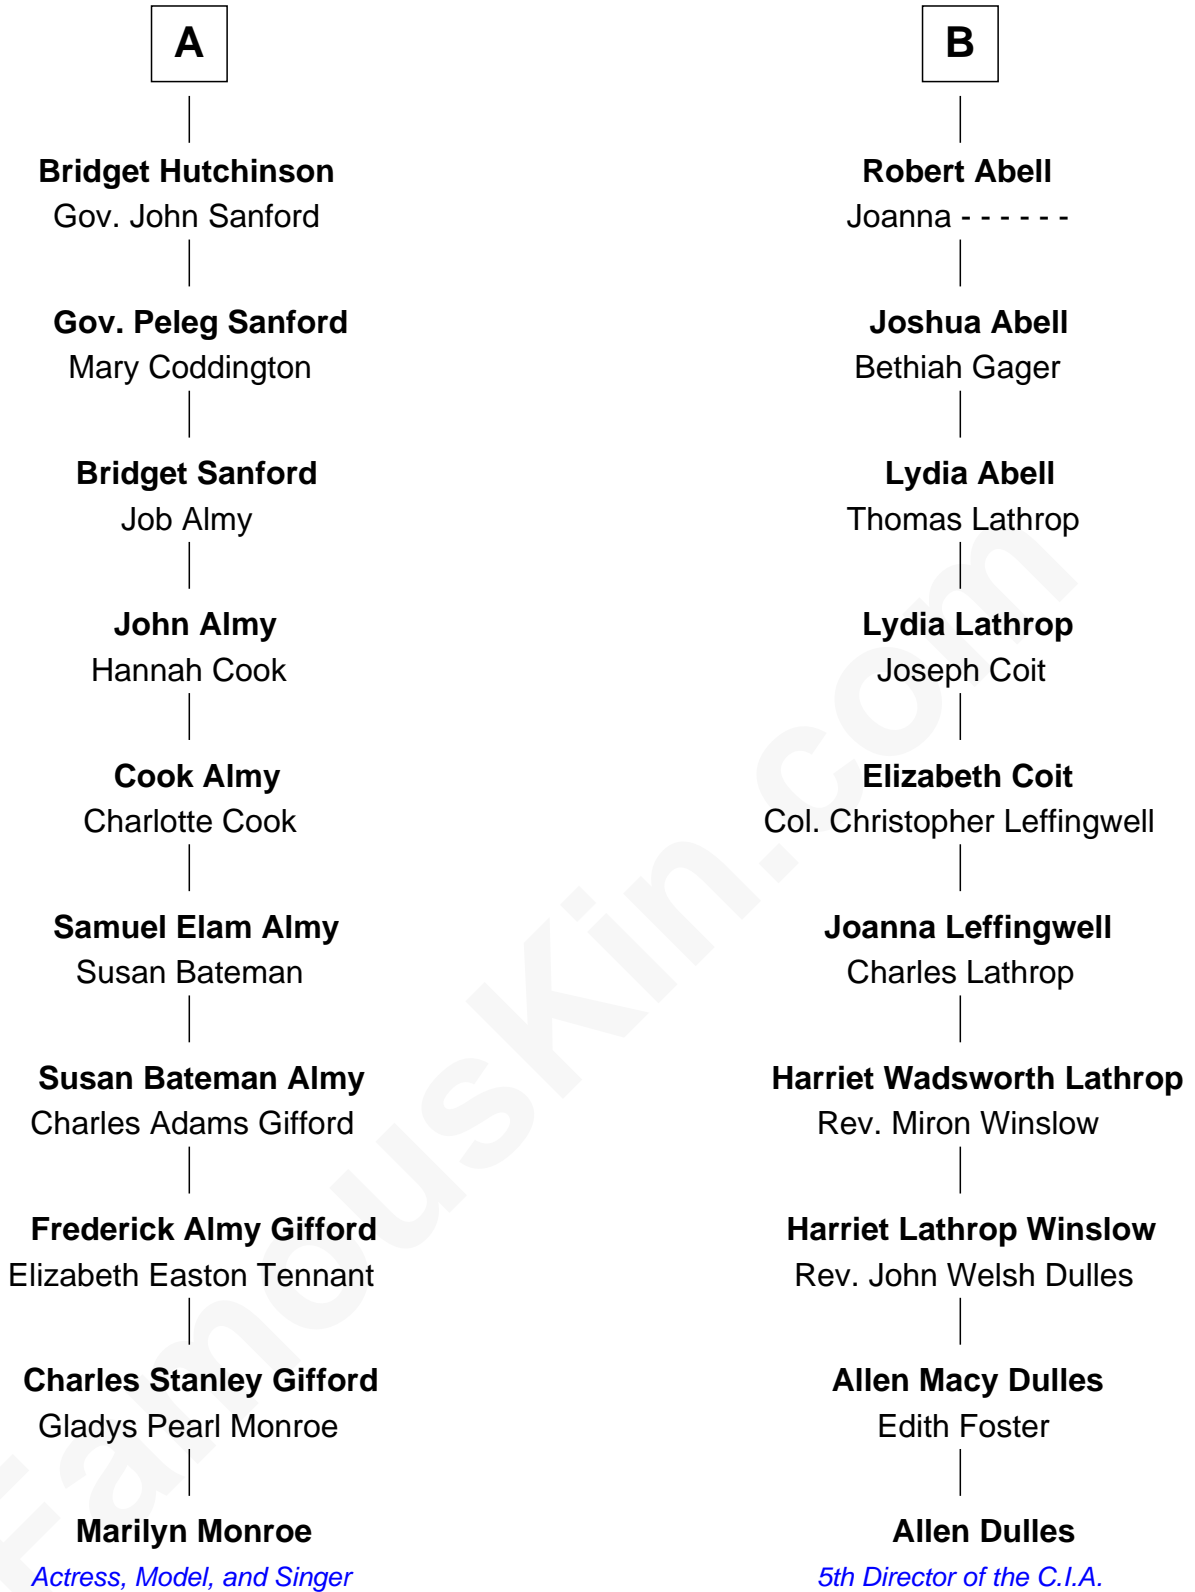 A
Bridget Hutchinson
Gov. John Sanford
Gov. Peleg Sanford
Mary Coddington
Bridget Sanford
Job Almy
John Almy
Hannah Cook
Cook Almy
Charlotte Cook
Samuel Elam Almy
Susan Bateman
Susan Bateman Almy
Charles Adams Gifford
Frederick Almy Gifford
Elizabeth Easton Tennant
Charles Stanley Gifford
Gladys Pearl Monroe
Marilyn Monroe
Actress, Model, and Singer
B
Robert Abell
Joanna - - - - - -
Joshua Abell
Bethiah Gager
Lydia Abell
Thomas Lathrop
Lydia Lathrop
Joseph Coit
Elizabeth Coit
Col. Christopher Leffingwell
Joanna Leffingwell
Charles Lathrop
Harriet Wadsworth Lathrop
Rev. Miron Winslow
Harriet Lathrop Winslow
Rev. John Welsh Dulles
Allen Macy Dulles
Edith Foster
Allen Dulles
5th Director of the C.I.A.
FamousKin.com